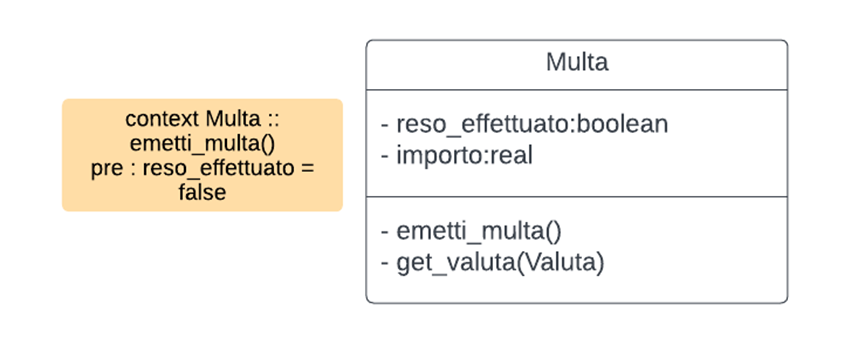 context Multa ::
emetti_multa()
pre : reso_effettuato =
false
Multa
- reso_effettuato:boolean
- importo:real
- emetti_multa()
- get_valuta(Valuta)